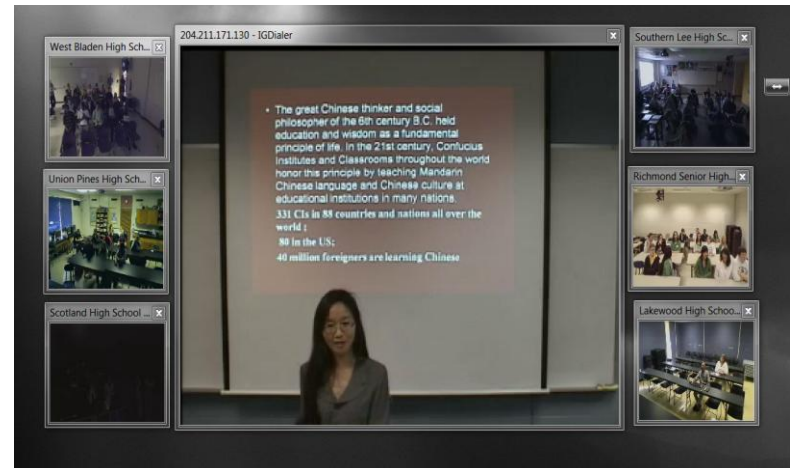 West Bladen High Sch...
204.211.171.130 - IGDialer
Southern Lee High Sc...
Union Pines High Sch...
Richmond Senior High...
Scotland High School ...
Lakewood High Schoo...
• The great Chinese thinker and social
philosopher of the 6th century B.C. held
education and wisdom as a fundamental
principle of life. In the 21st century, Confucius
Institutes and Classrooms throughout the world
honor this principle by teaching Mandarin
Chinese language and Chinese culture at
educational institutions in many nations.
331 CIs in 88 countries and nations all over the
world ;
80 in the US;
40 million foreigners are learning Chinese